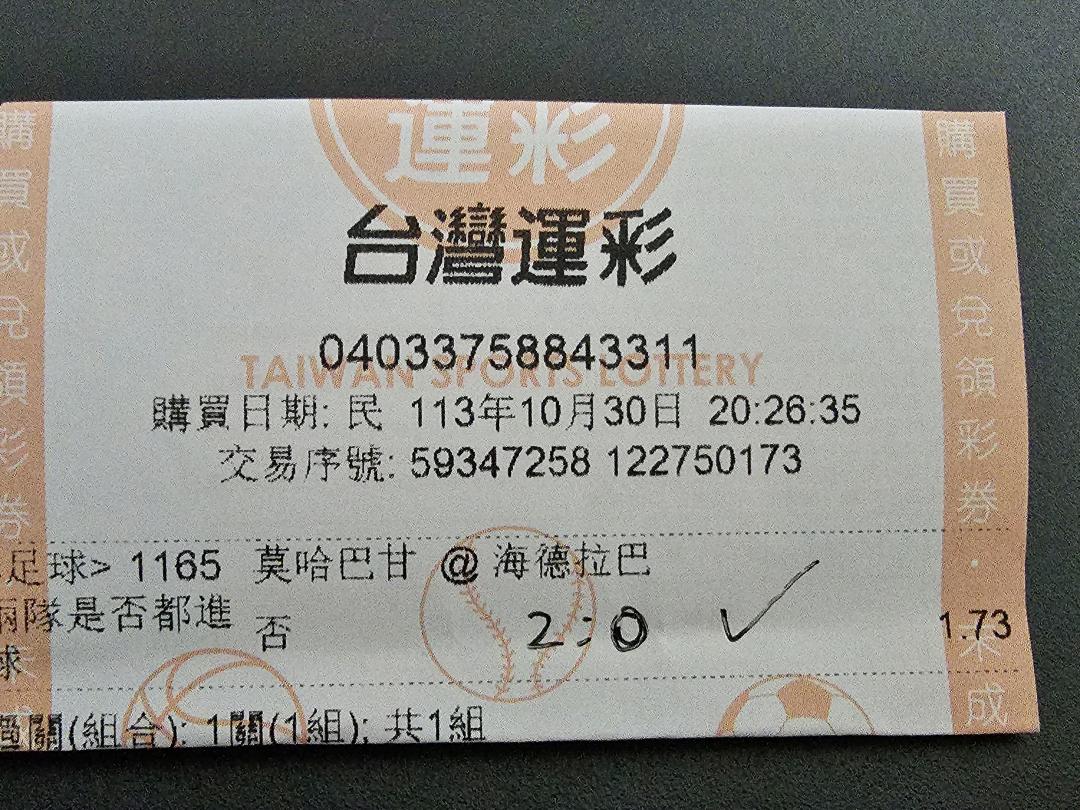 運彩
台灣運彩
04033758843311
TAIWAN SPORTS LOTTERY
購買日期: 民 113年10月30日 20:26:35
交易序號: 59347258 122750173
足球> 1165 莫哈巴甘 @ 海德拉巴
兩隊是否都進
球
否 2:0 ✓ 1.73
過關(組合): 1關(1組); 共1組
購買或兌領彩券
購買或兌領彩券·未成